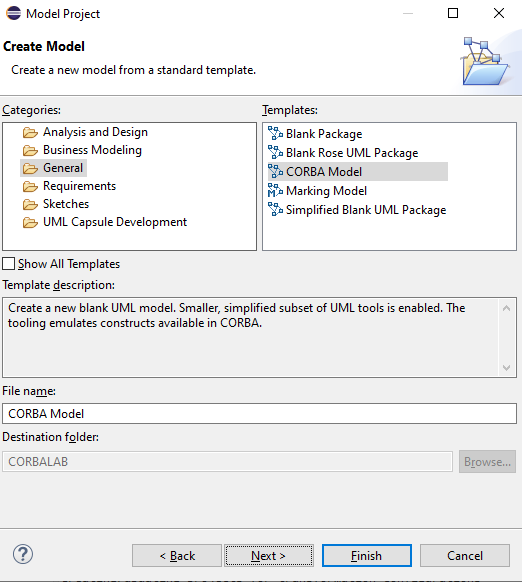 Model Project
Create Model
Create a new model from a standard template.
Categories:
Analysis and Design
Business Modeling
General
Requirements
Sketches
UML Capsule Development
Templates:
Blank Package
Blank Rose UML Package
CORBA Model
Marking Model
Simplified Blank UML Package
Show All Templates
Template description:
Create a new blank UML model. Smaller, simplified subset of UML tools is enabled. The
tooling emulates constructs available in CORBA.
File name:
CORBA Model
Destination folder:
CORBALAB
Browse...
?
< Back
Next >
Finish
Cancel